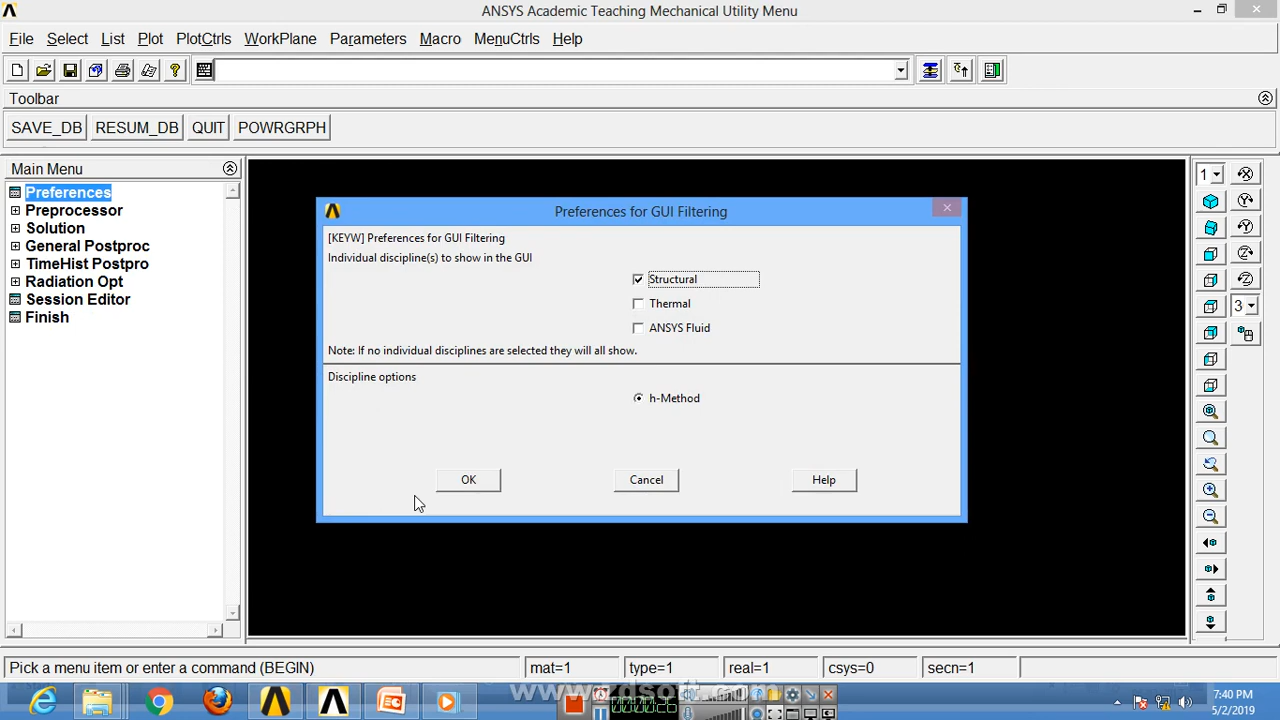 ANSYS Academic Teaching Mechanical Utility Menu
File Select List Plot PlotCtrls WorkPlane Parameters Macro MenuCtrls Help
Toolbar
SAVE_DB RESUM_DB QUIT POWRGRPH
Main Menu
Preferences
Preprocessor
Solution
General Postproc
TimeHist Postpro
Radiation Opt
Session Editor
Finish
Preferences for GUI Filtering
[KEYW] Preferences for GUI Filtering
Individual discipline(s) to show in the GUI
Structural
Thermal
ANSYS Fluid
Note: If no individual disciplines are selected they will all show.
Discipline options
h-Method
OK Cancel Help
1
3
Pick a menu item or enter a command (BEGIN) mat=1 type=1 real=1 csys=0 secn=1
www.zdsoft.com
7:40 PM
5/2/2019